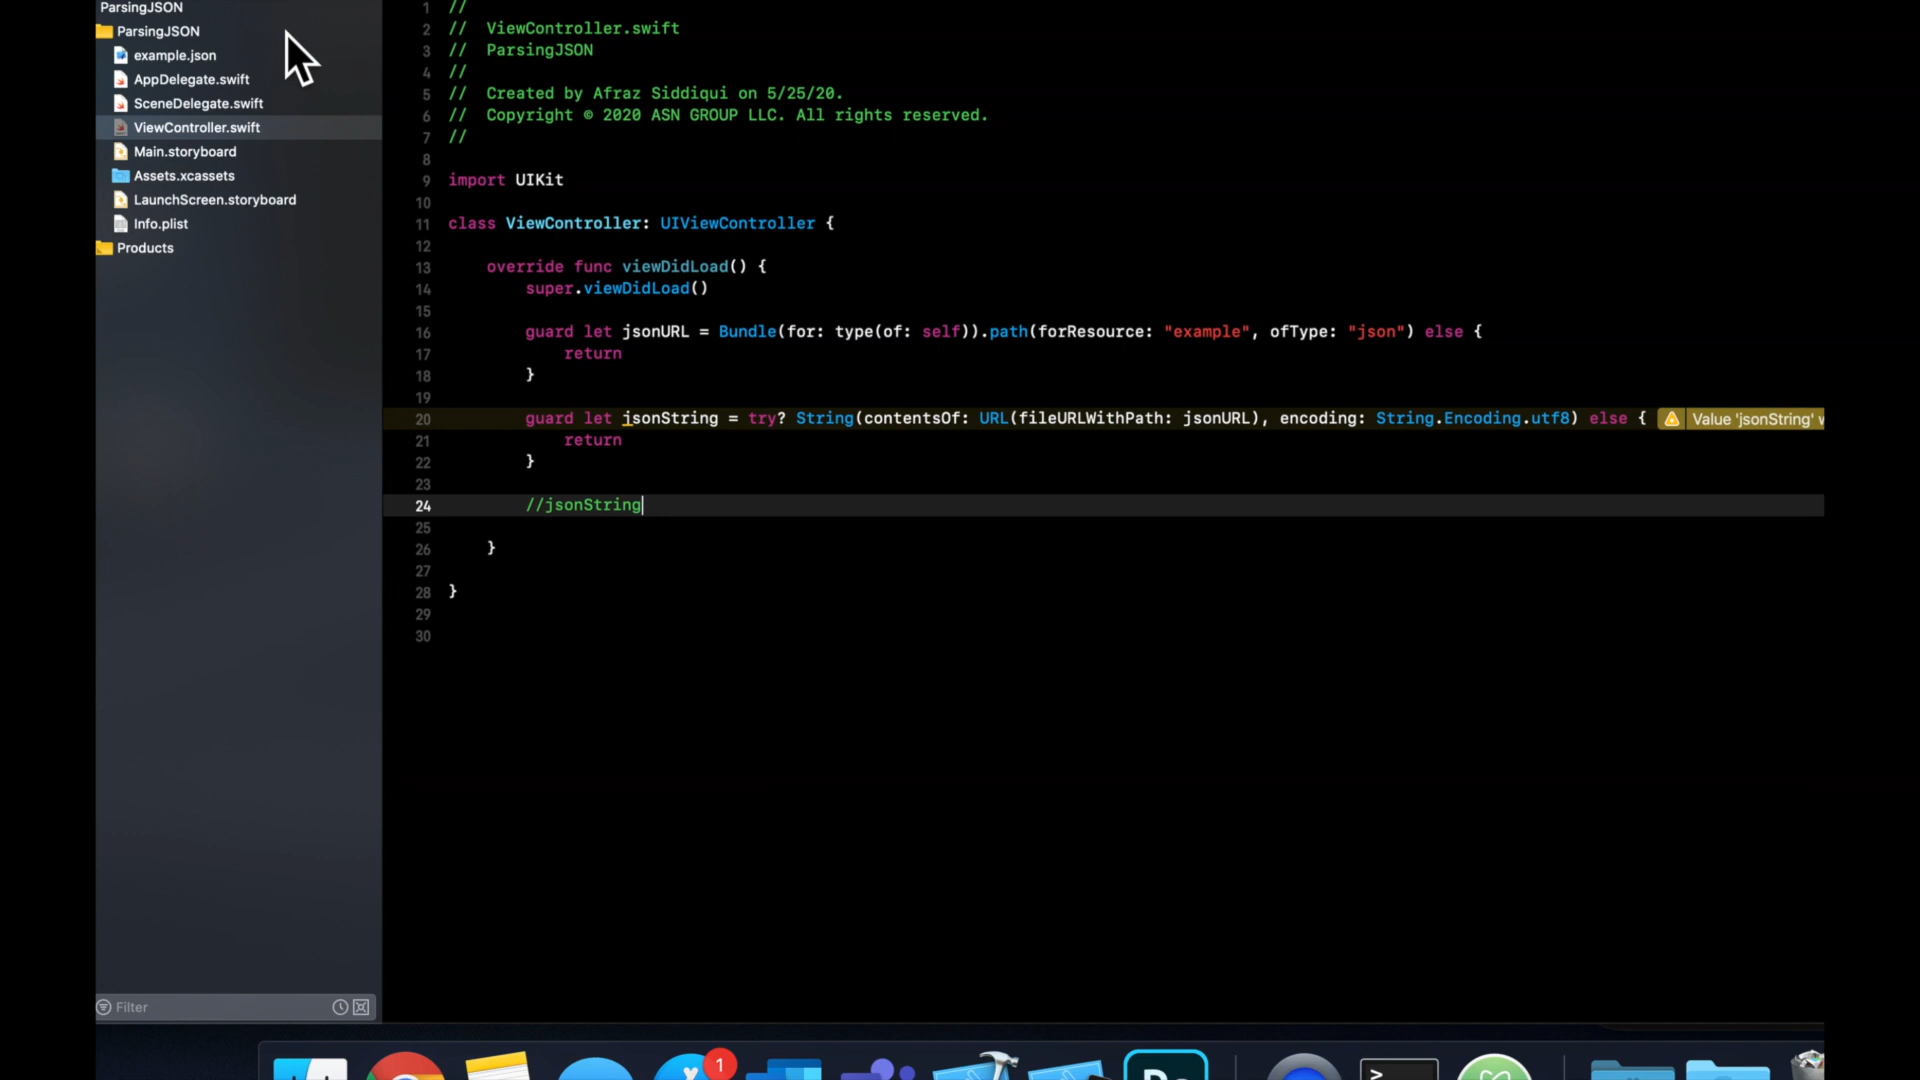 ParsingJSON
ParsingJSON
example.json
AppDelegate.swift
SceneDelegate.swift
ViewController.swift
Main.storyboard
Assets.xcassets
LaunchScreen.storyboard
Info.plist
Products
Filter
1 //
2 // ViewController.swift
3 // ParsingJSON
4 //
5 // Created by Afraz Siddiqui on 5/25/20.
6 // Copyright © 2020 ASN GROUP LLC. All rights reserved.
7 //
8
9 import UIKit
10
11 class ViewController: UIViewController {
12
13 override func viewDidLoad() {
14 super.viewDidLoad()
15
16 guard let jsonURL = Bundle(for: type(of: self)).path(forResource: "example", ofType: "json") else {
17 return
18 }
19
20 guard let jsonString = try? String(contentsOf: URL(fileURLWithPath: jsonURL), encoding: String.Encoding.utf8) else { Value 'jsonString'
21 return
22 }
23
24 //jsonString
25
26 }
27
28 }
29
30
1